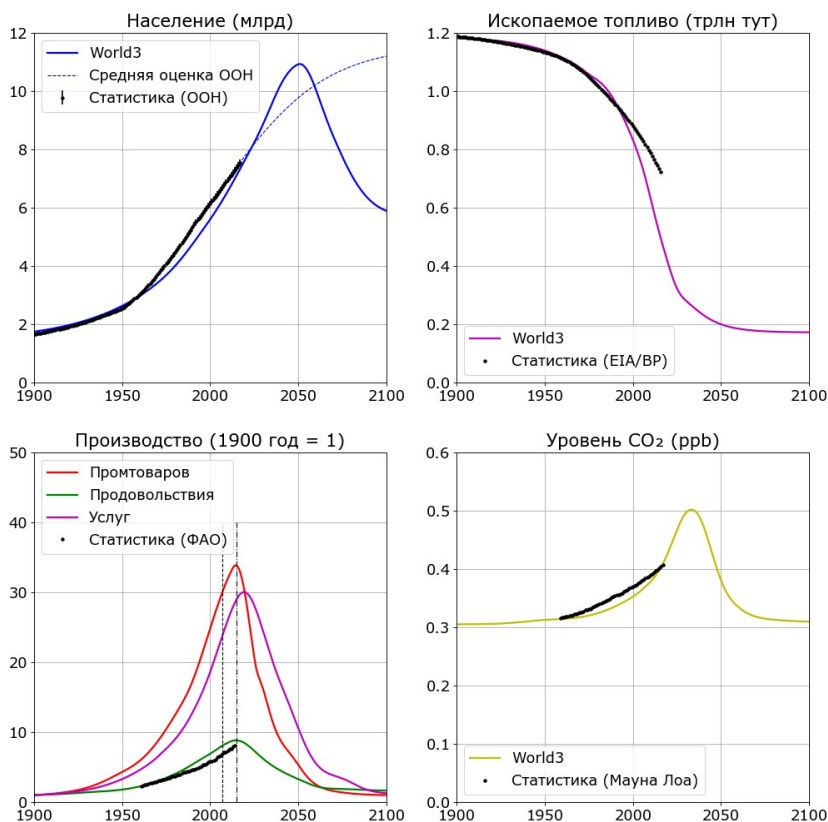 Население (млрд)
12
10
8
6
4
2
0
1900 1950 2000 2050 2100
World3
Средняя оценка ООН
Статистика (ООН)
Ископаемое топливо (трлн тут)
1.2
1.0
0.8
0.6
0.4
0.2
0.0
1900 1950 2000 2050 2100
World3
Статистика (EIA/BP)
Производство (1900 год = 1)
50
40
30
20
10
0
1900 1950 2000 2050 2100
Промтоваров
Продовольствия
Услуг
Статистика (ФАО)
Уровень CO₂ (ppb)
0.6
0.5
0.4
0.3
0.2
0.1
0.0
1900 1950 2000 2050 2100
World3
Статистика (Мауна Лоа)